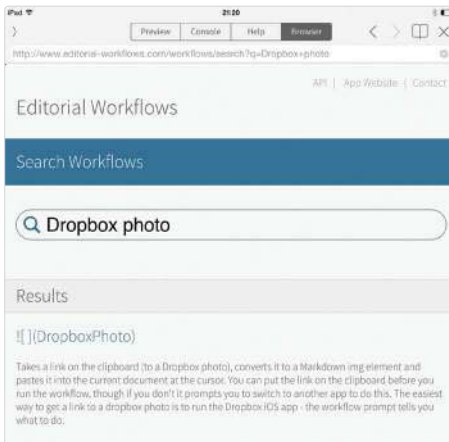 iPad
21:20
Preview Console Help Browser
http://www.editorial-workflows.com/workflows/search?q=Dropbox+photo
API | App Website | Contact
Editorial Workflows
Search Workflows
Dropbox photo
Results
![ ](DropboxPhoto)
Takes a link on the clipboard (to a Dropbox photo), converts it to a Markdown img element and
pastes it into the current document at the cursor. You can put the link on the clipboard before you
run the workflow, though if you don't it prompts you to switch to another app to do this. The easiest
way to get a link to a dropbox photo is to run the Dropbox iOS app - the workflow prompt tells you
what to do.